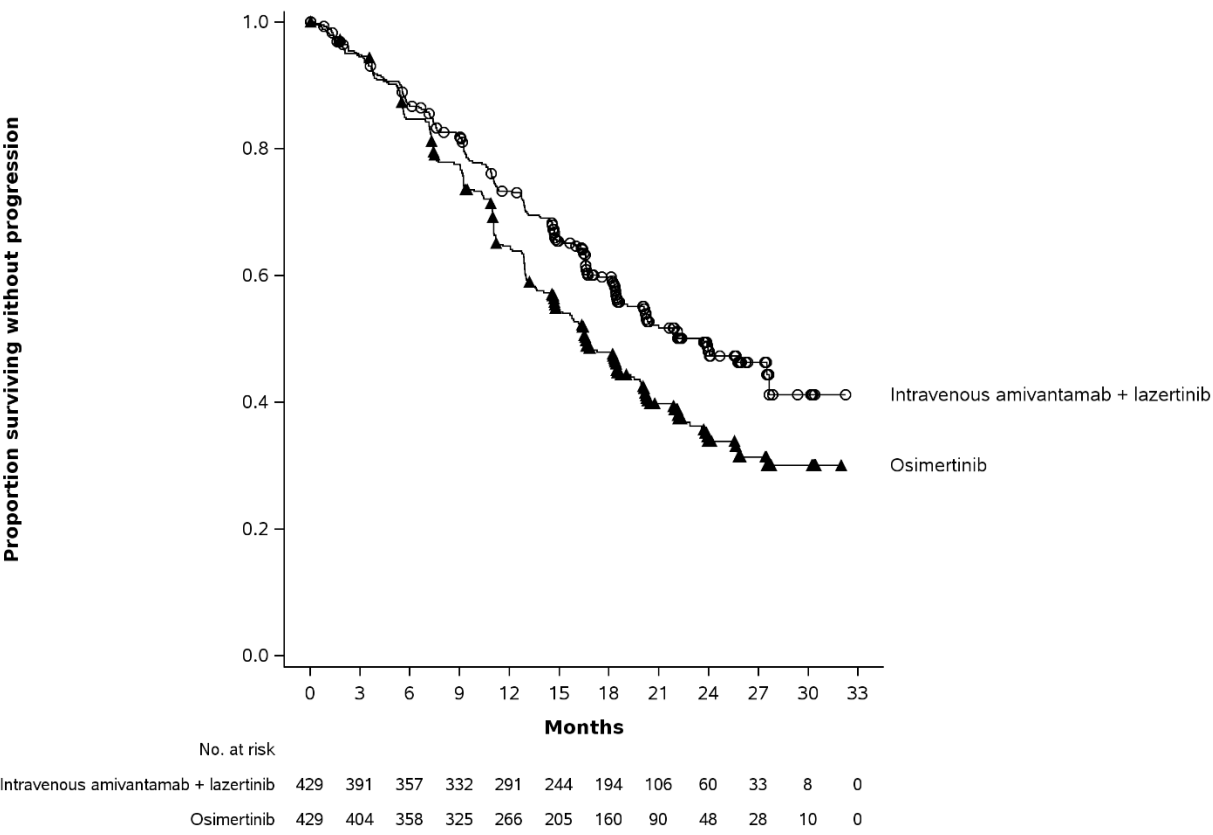 Proportion surviving without progression
1.0
0.8
0.6
0.4
0.2
0.0
Intravenous amivantamab + lazertinib
Osimertinib
0 3 6 9 12 15 18 21 24 27 30 33
Months
No. at risk
Intravenous amivantamab + lazertinib 429 391 357 332 291 244 194 106 60 33 8 0
Osimertinib 429 404 358 325 266 205 160 90 48 28 10 0